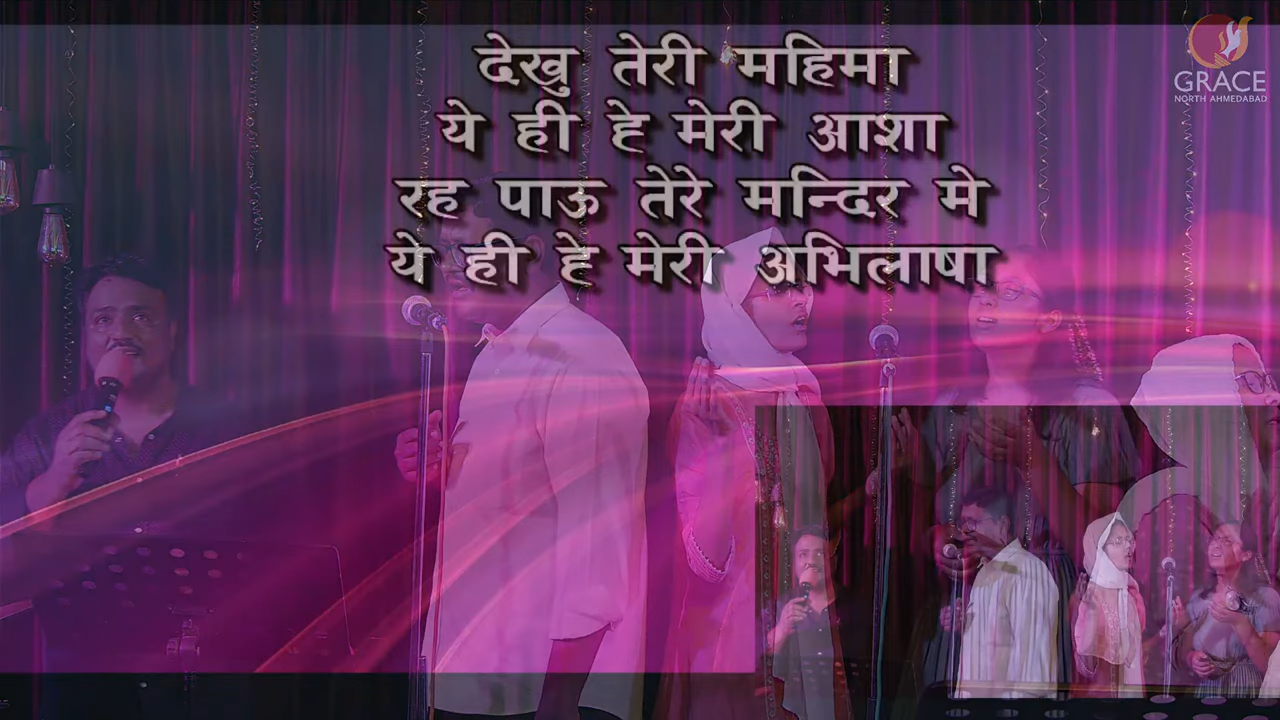 देखु तेरी महिमा
ये ही हे मेरी आशा
रह पाऊ तेरे मन्दिर मे
ये ही हे मेरी अभिलाषा
GRACE
NORTH AHMEDABAD